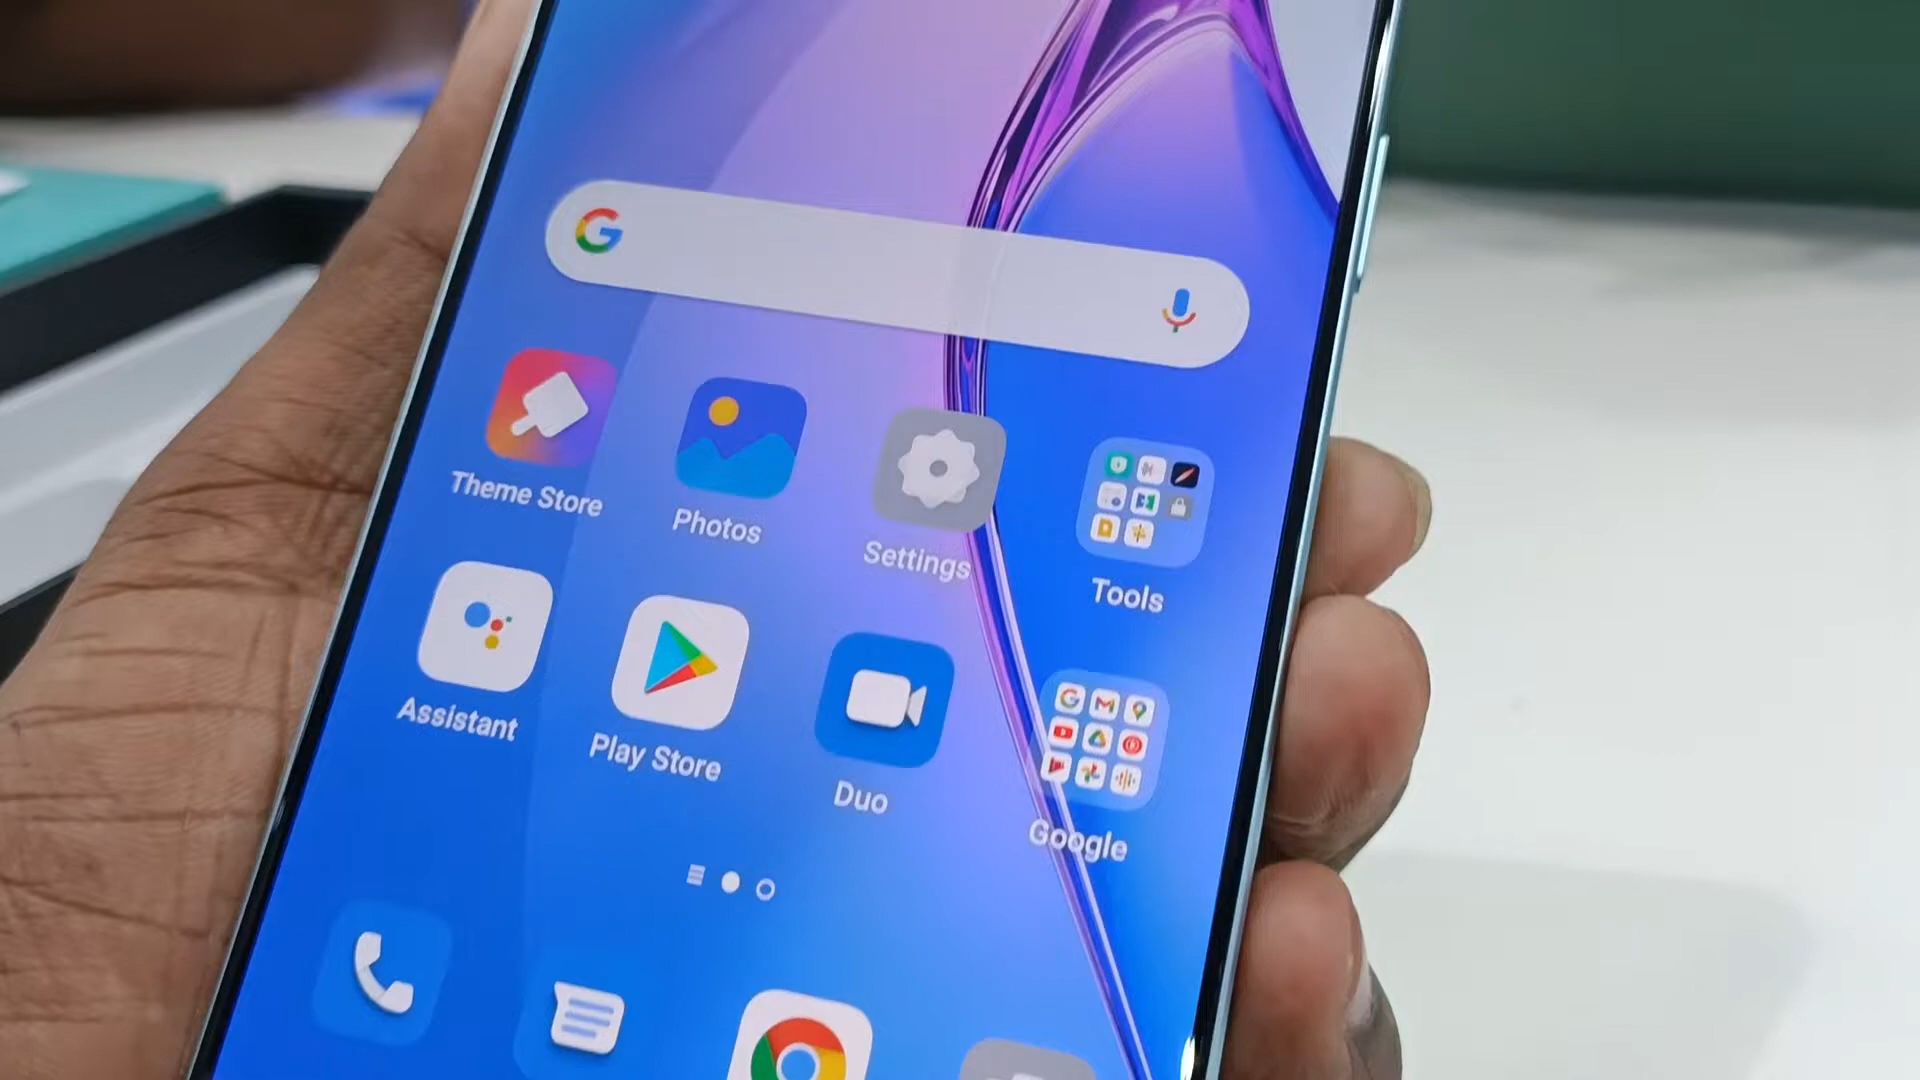 Theme Store
Photos
Settings
Tools
Assistant
Play Store
Duo
Google